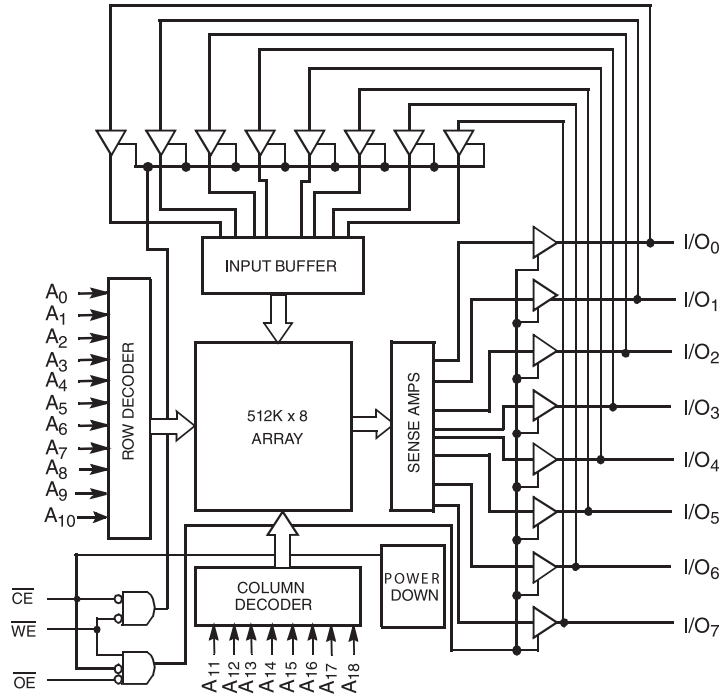 I/O0
INPUT BUFFER
I/O1
A0
A1
A2
A3
A4
A5
A6
A7
A8
A9
A10
ROW DECODER
512K x 8
ARRAY
SENSE AMPS
I/O2
I/O3
I/O4
I/O5
I/O6
I/O7
COLUMN
DECODER
POWER
DOWN
CE
WE
OE
A11
A12
A13
A14
A15
A16
A17
A18